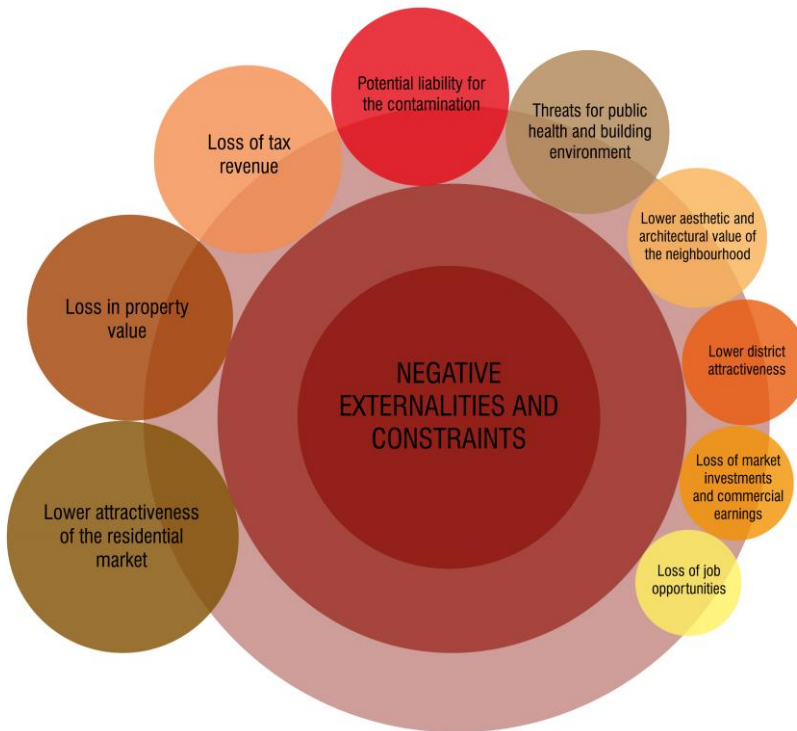 Potential liability for
the contamination
Threats for public
health and building
environment
Loss of tax
revenue
Lower aesthetic and
architectural value of
the neighbourhood
Loss in property
value
Lower district
attractiveness
NEGATIVE
EXTERNALITIES AND
CONSTRAINTS
Loss of market
investments
and commercial
earnings
Lower attractiveness
of the residential
market
Loss of job
opportunities